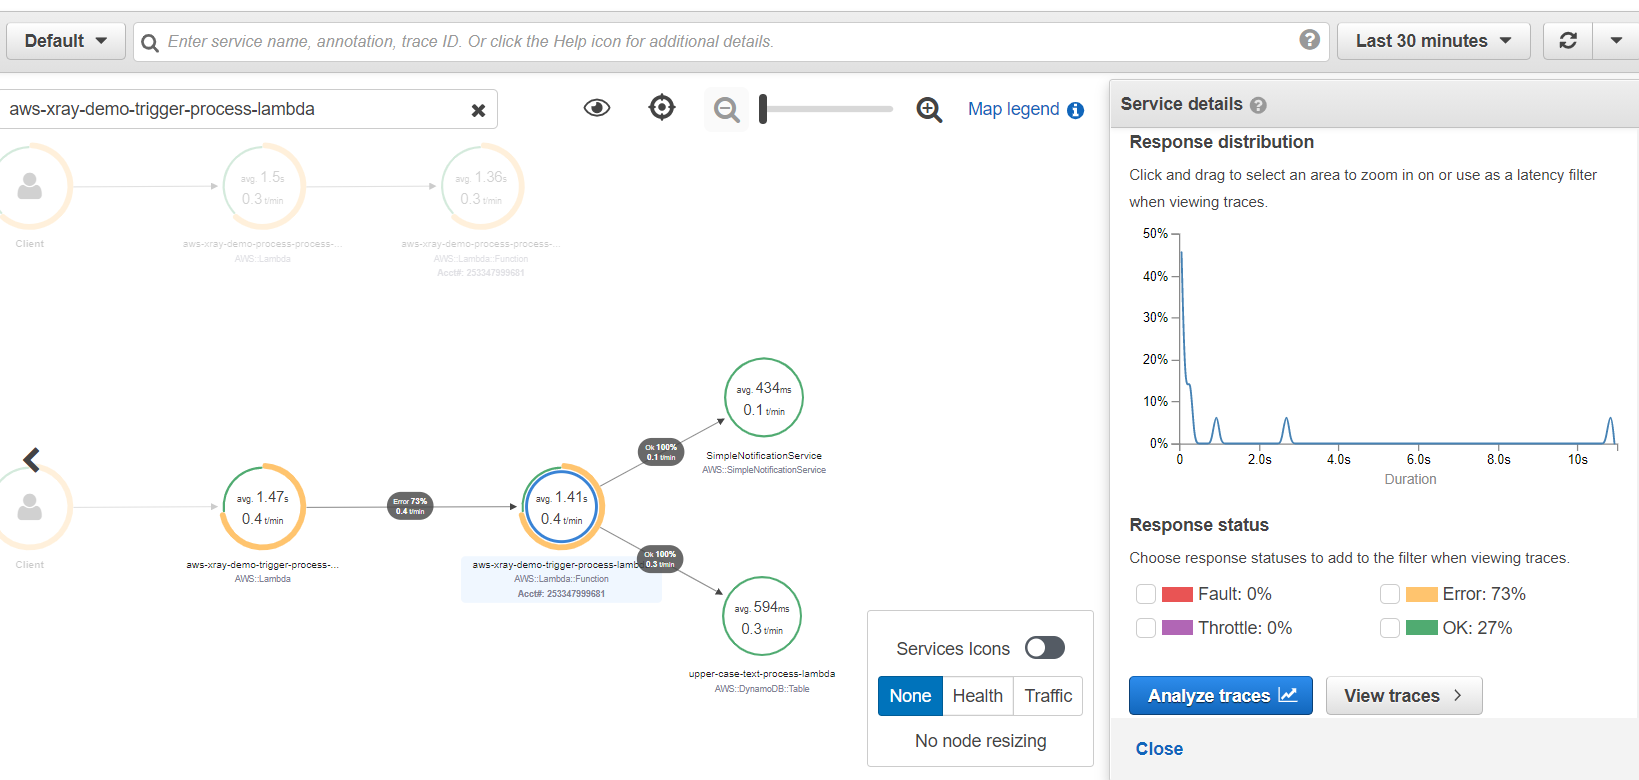 Default
Enter service name, annotation, trace ID. Or click the Help icon for additional details.
?
Last 30 minutes
aws-xray-demo-trigger-process-lambda
Map legend i
avg. 1.5s
0.3 t/min
avg. 1.36s
0.3 t/min
Client
aws-xray-demo-process-process-...
AWS::Lambda
aws-xray-demo-process-process-...
AWS::Lambda::Function
Acct#: 253347999681
avg. 434ms
0.1 t/min
SimpleNotificationService
AWS::SimpleNotificationService
Ok 100%
0.1 t/min
avg. 1.47s
0.4 t/min
Error 73%
0.4 t/min
avg. 1.41s
0.4 t/min
Client
aws-xray-demo-trigger-process-...
AWS::Lambda
aws-xray-demo-trigger-process-lamb
AWS::Lambda::Function
Acct#: 253347999681
Ok 100%
0.3 t/min
avg. 594ms
0.3 t/min
upper-case-text-process-lambda
AWS::DynamoDB::Table
Services Icons
None
Health
Traffic
No node resizing
Service details ?
Response distribution
Click and drag to select an area to zoom in on or use as a latency filter
when viewing traces.
50%
40%
30%
20%
10%
0%
0
2.0s
4.0s
6.0s
8.0s
10s
Duration
Response status
Choose response statuses to add to the filter when viewing traces.
Fault: 0%
Error: 73%
Throttle: 0%
OK: 27%
Analyze traces
View traces
Close